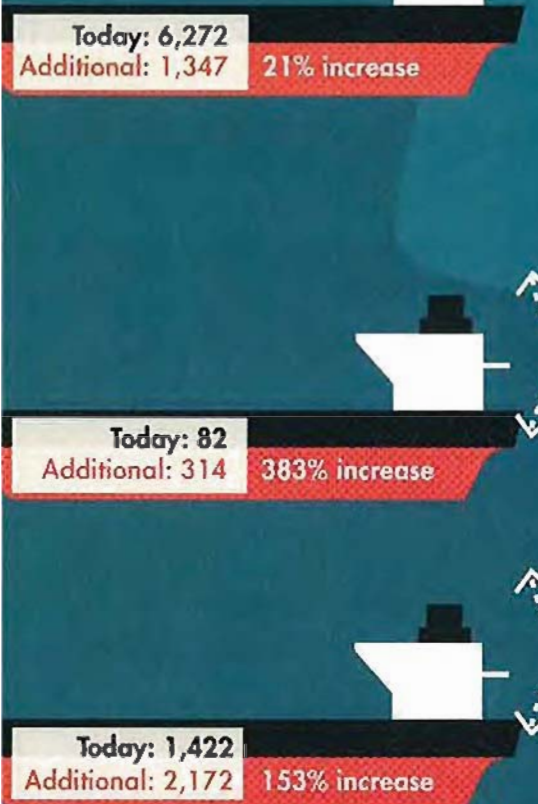 Today: 6,272
Additional: 1,347 21% increase
Today: 82
Additional: 314 383% increase
Today: 1,422
Additional: 2,172 153% increase